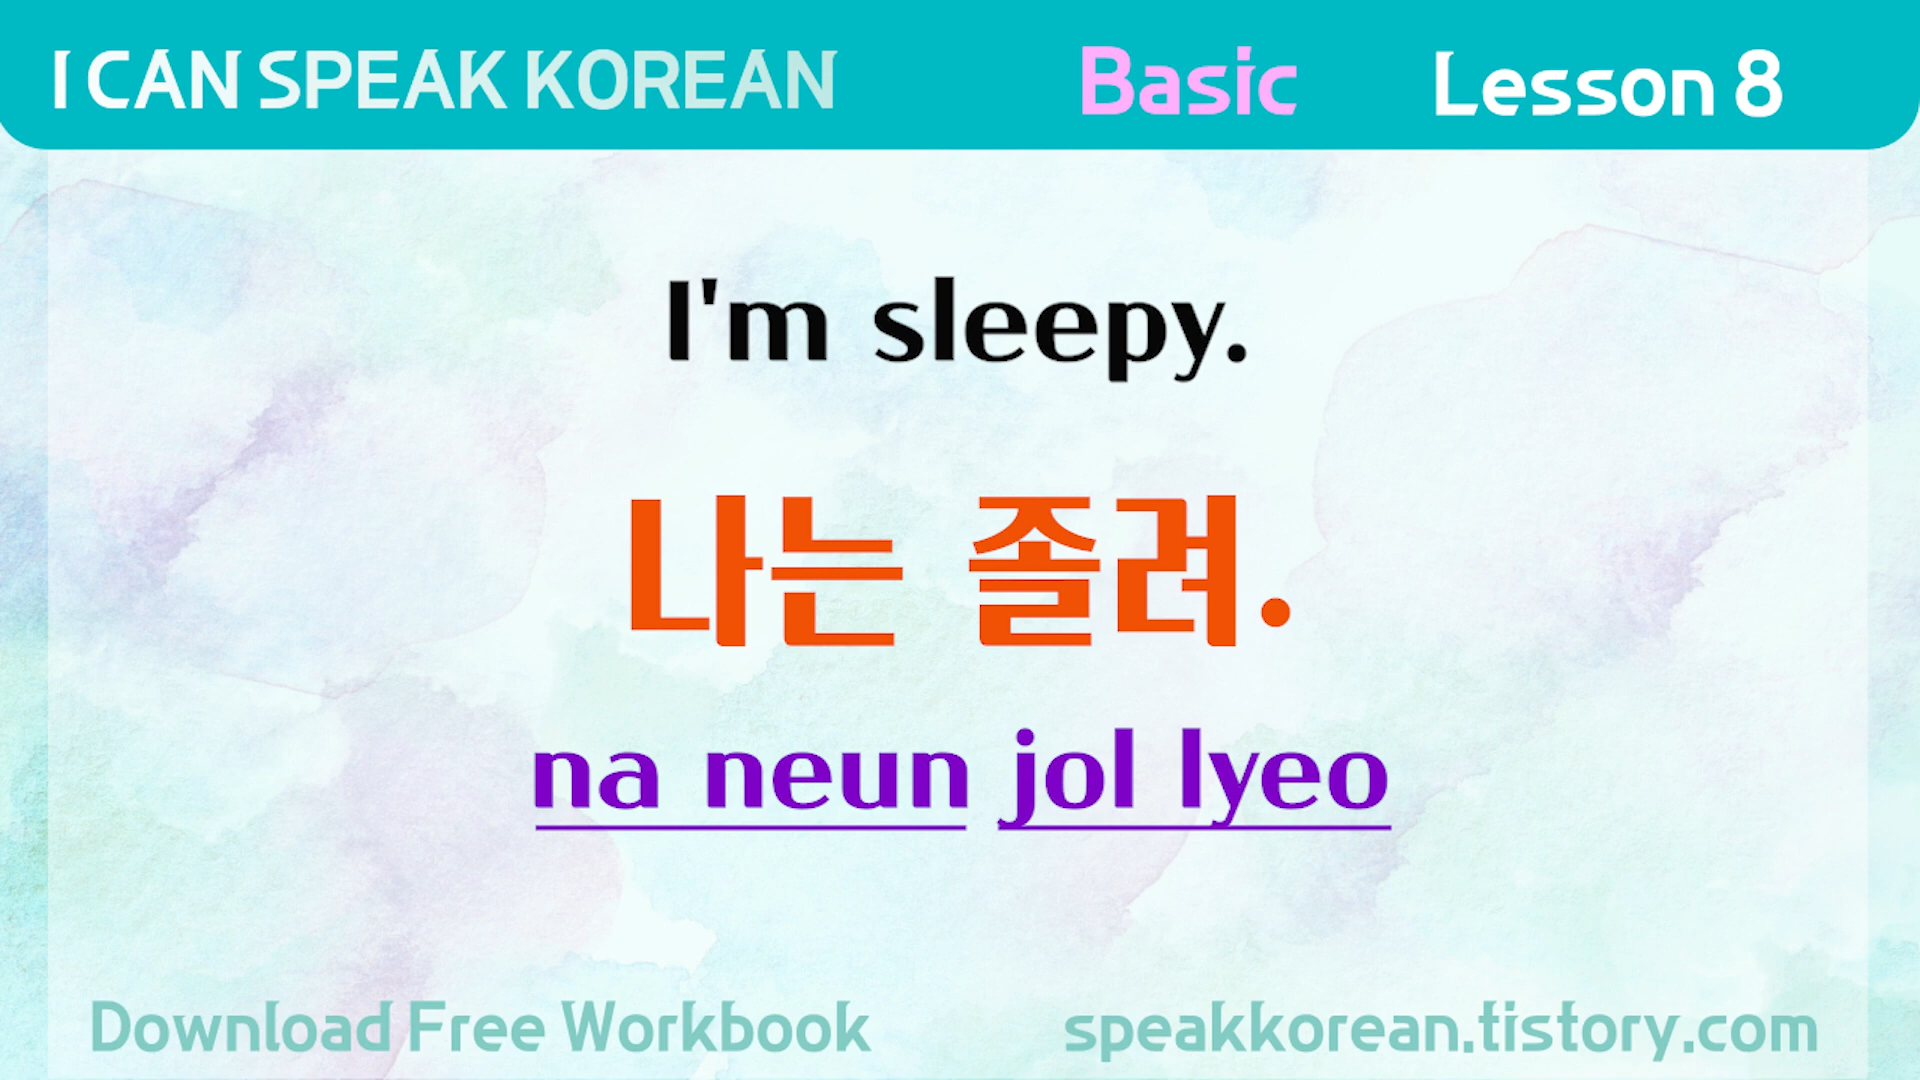 I CAN SPEAK KOREAN Basic Lesson 8
I'm sleepy.
나는 졸려.
na neun jol lyeo
Download Free Workbook speakkorean.tistory.com